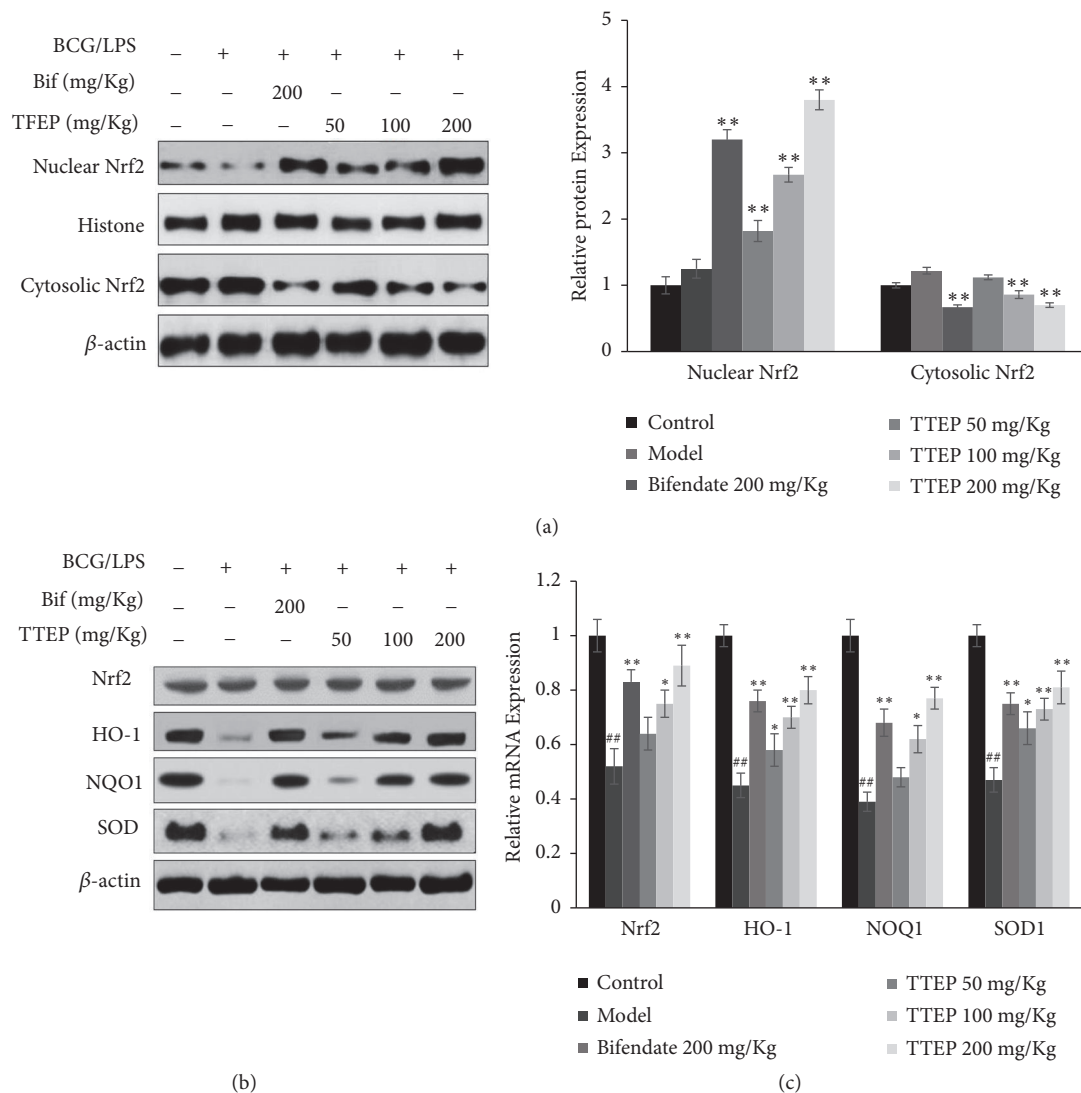 BCG/LPS – + + + + +
Bif (mg/Kg) – – 200 – – –
TFEP (mg/Kg) – – – 50 100 200
Nuclear Nrf2
Histone
Cytosolic Nrf2
β-actin
Relative protein Expression
5
4
3
2
1
0
** ** ** **
** ** **
Nuclear Nrf2 Cytosolic Nrf2
Control
Model
Bifendate 200 mg/Kg
TTEP 50 mg/Kg
TTEP 100 mg/Kg
TTEP 200 mg/Kg
(a)
BCG/LPS – + + + + +
Bif (mg/Kg) – – 200 – – –
TTEP (mg/Kg) – – – 50 100 200
Nrf2
HO-1
NQO1
SOD
β-actin
(b)
Relative mRNA Expression
1.2
1
0.8
0.6
0.4
0.2
0
## ** * **
## ** * ** **
## ** * **
## ** * ** **
Nrf2 HO-1 NOQ1 SOD1
Control
Model
Bifendate 200 mg/Kg
TTEP 50 mg/Kg
TTEP 100 mg/Kg
TTEP 200 mg/Kg
(c)